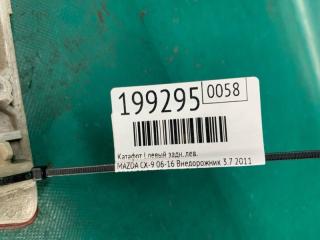 199295 0058
Катафот | левый задн. лев.
MAZDA CX-9 06-16 Внедорожник 3.7 2011